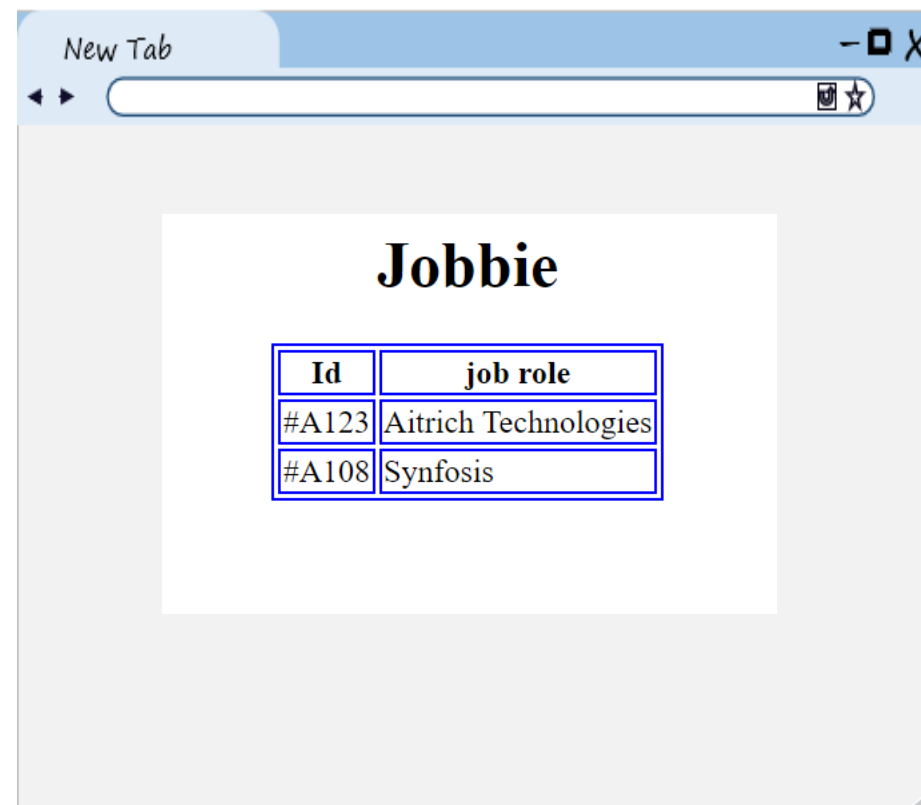 New Tab
Jobbie
Id job role
#A123 Aitrich Technologies
#A108 Synfosis